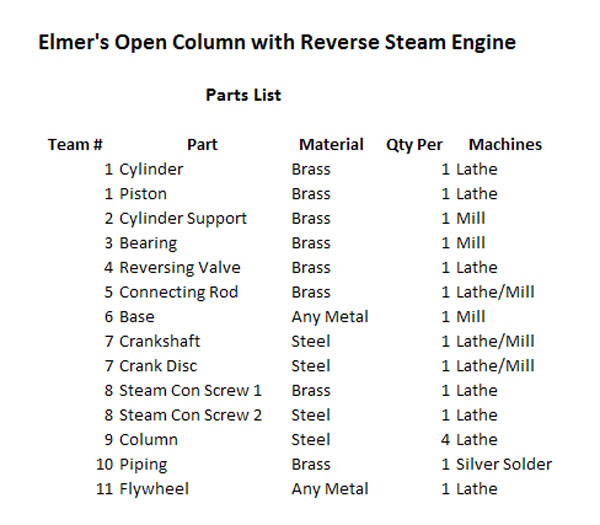 Elmer's Open Column with Reverse Steam Engine
Parts List
Team # Part Material Qty Per Machines
1 Cylinder Brass 1 Lathe
1 Piston Brass 1 Lathe
2 Cylinder Support Brass 1 Mill
3 Bearing Brass 1 Mill
4 Reversing Valve Brass 1 Lathe
5 Connecting Rod Brass 1 Lathe/Mill
6 Base Any Metal 1 Mill
7 Crankshaft Steel 1 Lathe/Mill
7 Crank Disc Steel 1 Lathe/Mill
8 Steam Con Screw 1 Brass 1 Lathe
8 Steam Con Screw 2 Steel 1 Lathe
9 Column Steel 4 Lathe
10 Piping Brass 1 Silver Solder
11 Flywheel Any Metal 1 Lathe